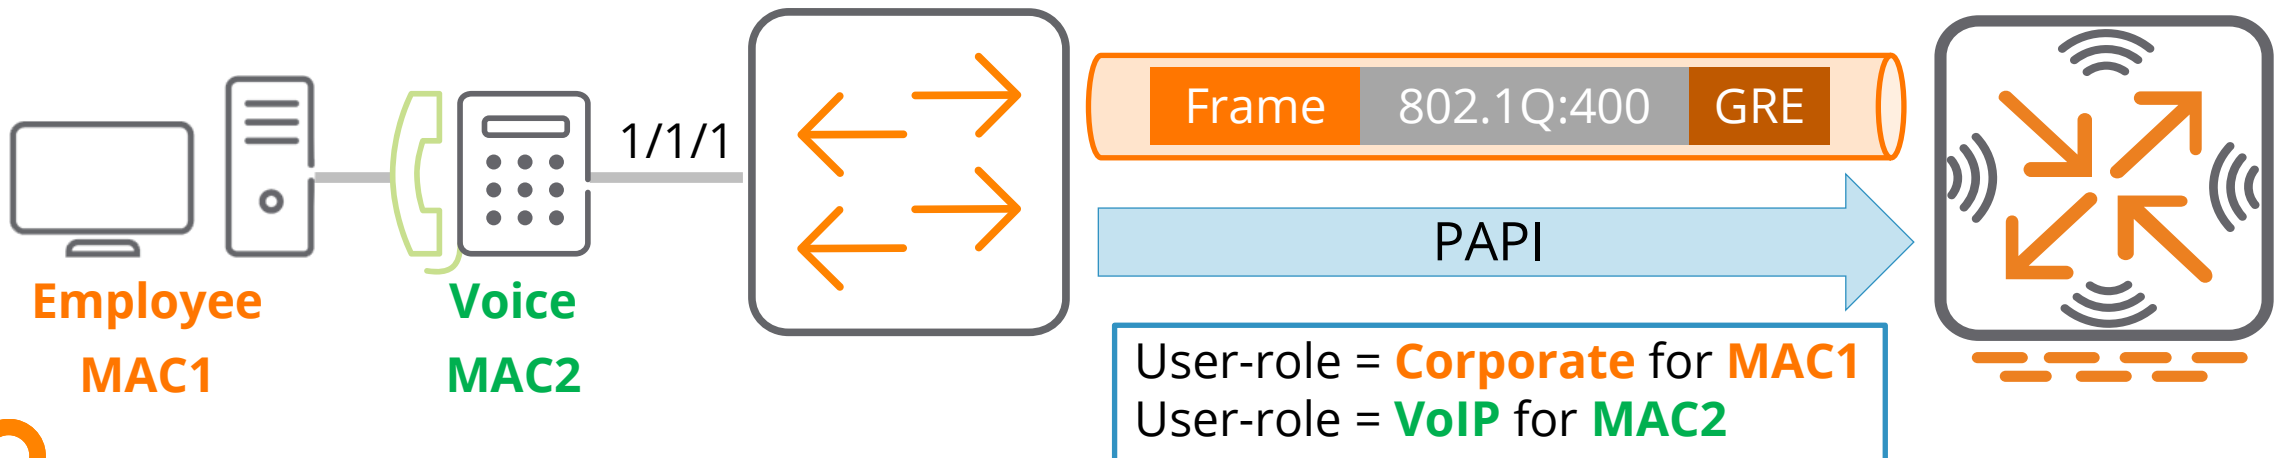 Employee
MAC1
Voice
MAC2
1/1/1
Frame 802.1Q:400 GRE
PAPI
User-role = Corporate for MAC1
User-role = VoIP for MAC2